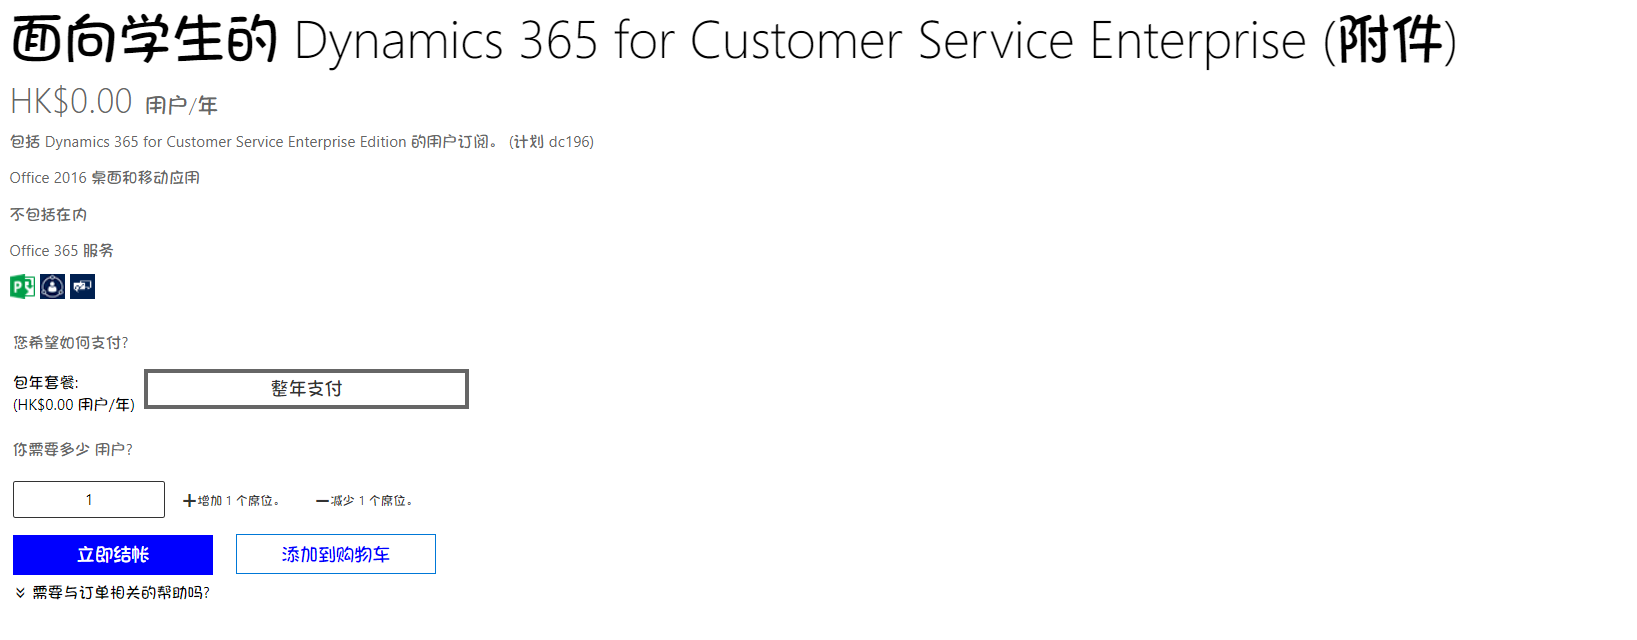 面向学生的 Dynamics 365 for Customer Service Enterprise (附件)
HK$0.00 用户/年
包括 Dynamics 365 for Customer Service Enterprise Edition 的用户订阅。 (计划 dc196)
Office 2016 桌面和移动应用
不包括在内
Office 365 服务
您希望如何支付?
包年套餐:
(HK$0.00 用户/年)
整年支付
你需要多少 用户?
1
增加 1 个席位。
减少 1 个席位。
立即结帐
添加到购物车
需要与订单相关的帮助吗?